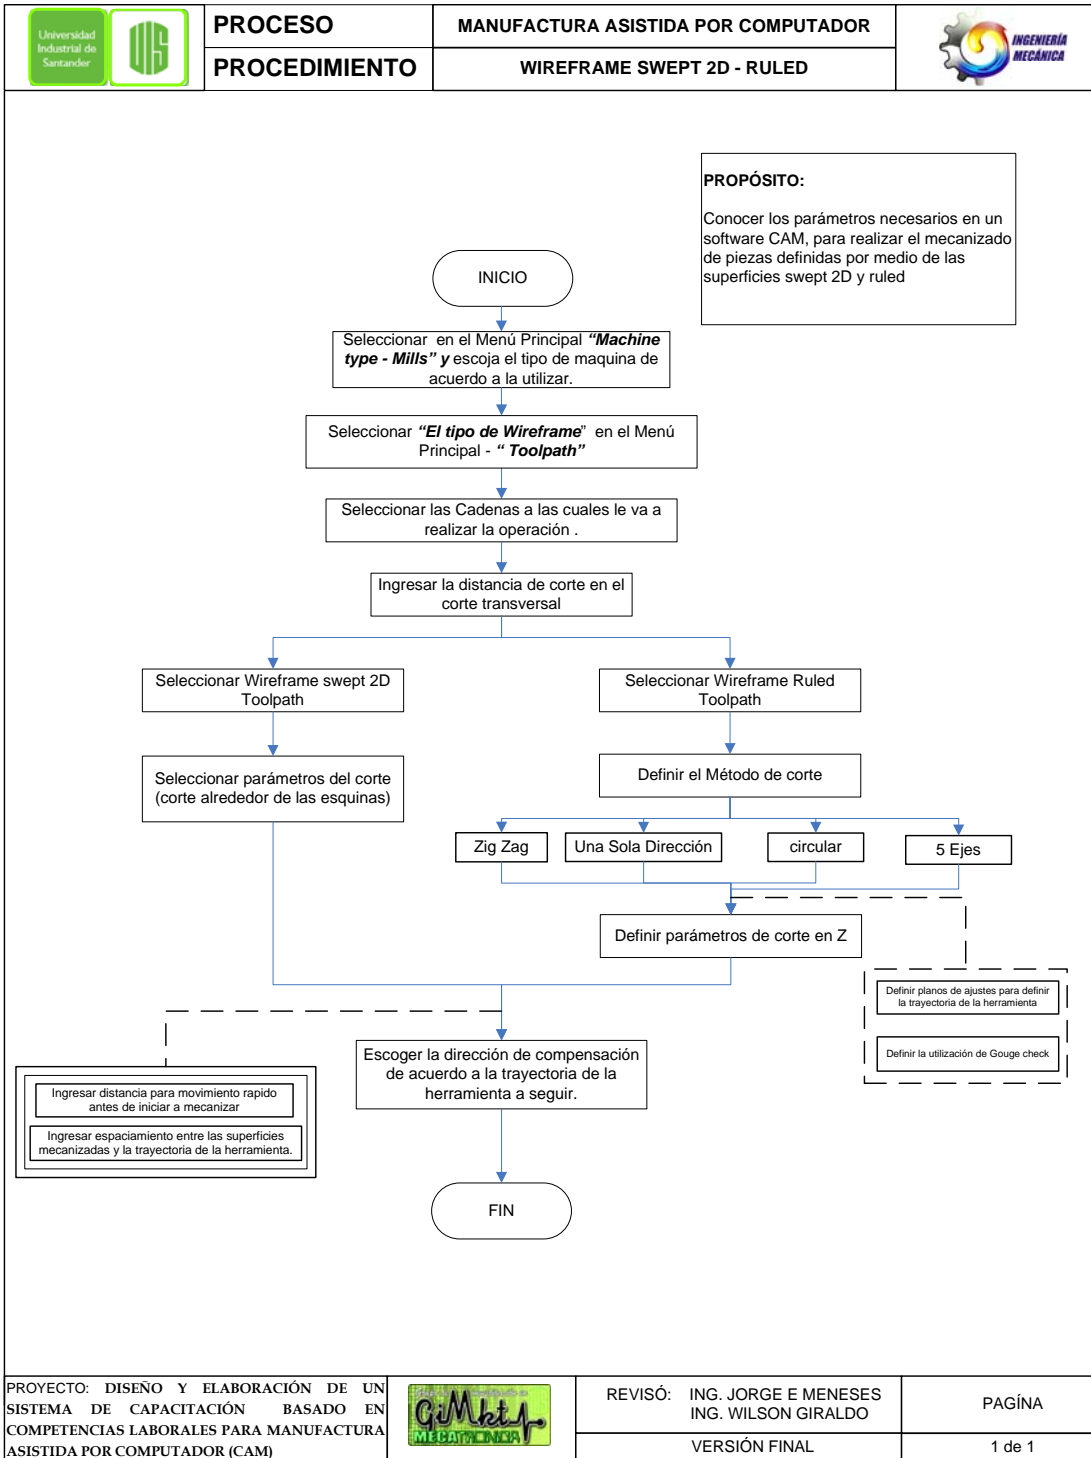 Universidad
Industrial de
Santander
UIS
PROCESO
MANUFACTURA ASISTIDA POR COMPUTADOR
PROCEDIMIENTO
WIREFRAME SWEPT 2D - RULED
INGENIERÍA
MECÁNICA
PROPÓSITO:
Conocer los parámetros necesarios en un
software CAM, para realizar el mecanizado
de piezas definidas por medio de las
superficies swept 2D y ruled
INICIO
Seleccionar en el Menú Principal “Machine
type - Mills” y escoja el tipo de maquina de
acuerdo a la utilizar.
Seleccionar “El tipo de Wireframe” en el Menú
Principal - “ Toolpath”
Seleccionar las Cadenas a las cuales le va a
realizar la operación .
Ingresar la distancia de corte en el
corte transversal
Seleccionar Wireframe swept 2D
Toolpath
Seleccionar Wireframe Ruled
Toolpath
Seleccionar parámetros del corte
(corte alrededor de las esquinas)
Definir el Método de corte
Zig Zag
Una Sola Dirección
circular
5 Ejes
Definir parámetros de corte en Z
Definir planos de ajustes para definir
la trayectoria de la herramienta
Definir la utilización de Gouge check
Escoger la dirección de compensación
de acuerdo a la trayectoria de la
herramienta a seguir.
Ingresar distancia para movimiento rapido
antes de iniciar a mecanizar
Ingresar espaciamiento entre las superficies
mecanizadas y la trayectoria de la herramienta.
FIN
PROYECTO: DISEÑO Y ELABORACIÓN DE UN
SISTEMA DE CAPACITACIÓN BASADO EN
COMPETENCIAS LABORALES PARA MANUFACTURA
ASISTIDA POR COMPUTADOR (CAM)
MECATRONICA
REVISÓ: ING. JORGE E MENESES
ING. WILSON GIRALDO
VERSIÓN FINAL
PAGÍNA
1 de 1